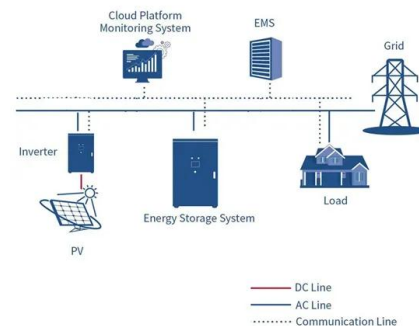 Cloud Platform
Monitoring System
EMS
Grid
Inverter
Energy Storage System
Load
PV
DC Line
AC Line
Communication Line